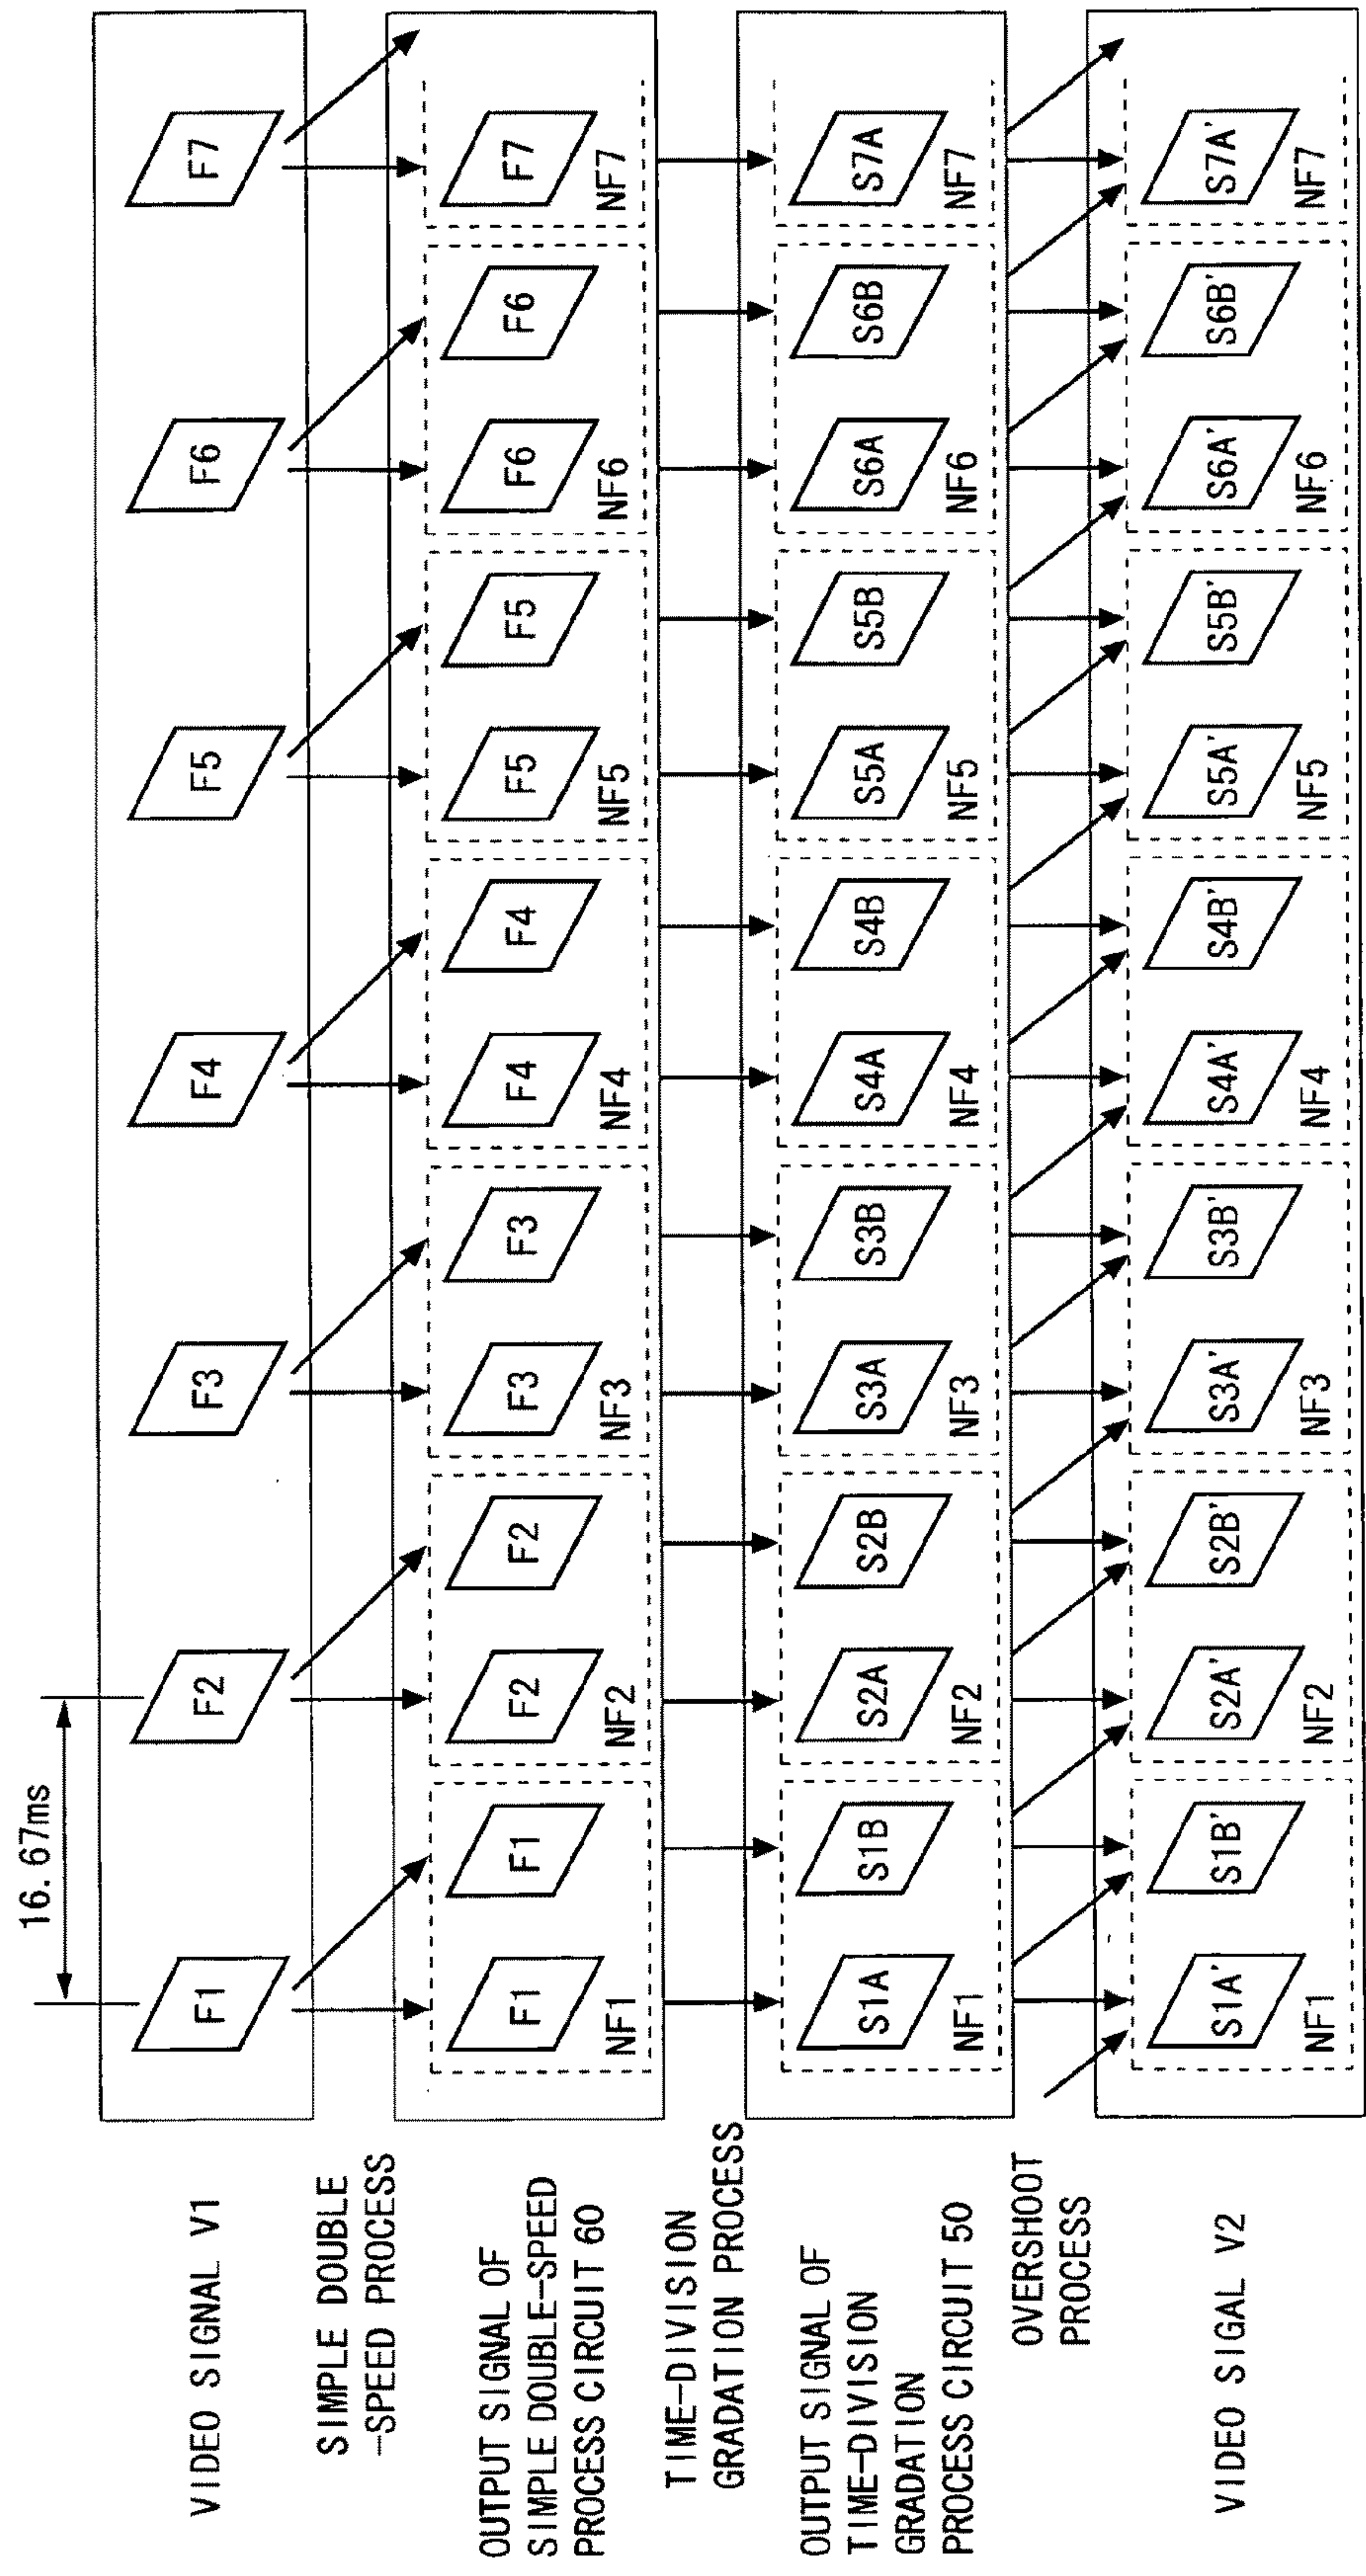 16.67ms
VIDEO SIGNAL V1
F1
F2
F3
F4
F5
F6
F7
SIMPLE DOUBLE
-SPEED PROCESS
OUTPUT SIGNAL OF
SIMPLE DOUBLE-SPEED
PROCESS CIRCUIT 60
F1
F1
F2
F2
F3
F3
F4
F4
F5
F5
F6
F6
F7
NF1
NF2
NF3
NF4
NF5
NF6
NF7
TIME-DIVISION
GRADATION PROCESS
OUTPUT SIGNAL OF
TIME-DIVISION
GRADATION
PROCESS CIRCUIT 50
S1A
S1B
S2A
S2B
S3A
S3B
S4A
S4B
S5A
S5B
S6A
S6B
S7A
NF1
NF2
NF3
NF4
NF5
NF6
NF7
OVERSHOOT
PROCESS
VIDEO SIGAL V2
S1A'
S1B'
S2A'
S2B'
S3A'
S3B'
S4A'
S4B'
S5A'
S5B'
S6A'
S6B'
S7A'
NF1
NF2
NF3
NF4
NF5
NF6
NF7